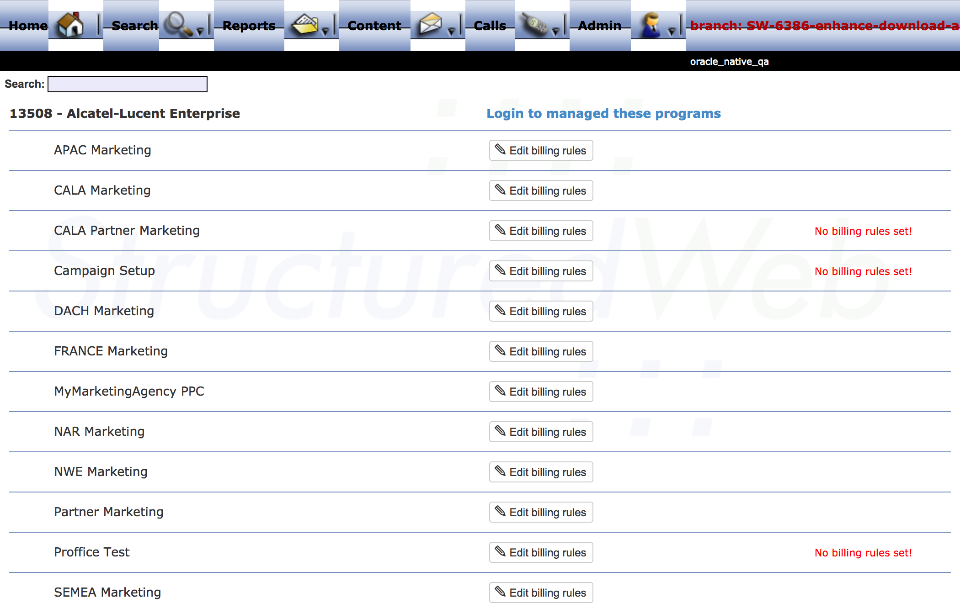 Home Search Reports Content Calls Admin branch: SW-6386-enhance-download-a
oracle_native_qa
Search:
13508 - Alcatel-Lucent Enterprise Login to managed these programs
APAC Marketing Edit billing rules
CALA Marketing Edit billing rules
CALA Partner Marketing Edit billing rules No billing rules set!
Campaign Setup Edit billing rules No billing rules set!
StructuredWeb
DACH Marketing Edit billing rules
FRANCE Marketing Edit billing rules
MyMarketingAgency PPC Edit billing rules
NAR Marketing Edit billing rules
NWE Marketing Edit billing rules
Partner Marketing Edit billing rules
Proffice Test Edit billing rules No billing rules set!
SEMEA Marketing Edit billing rules